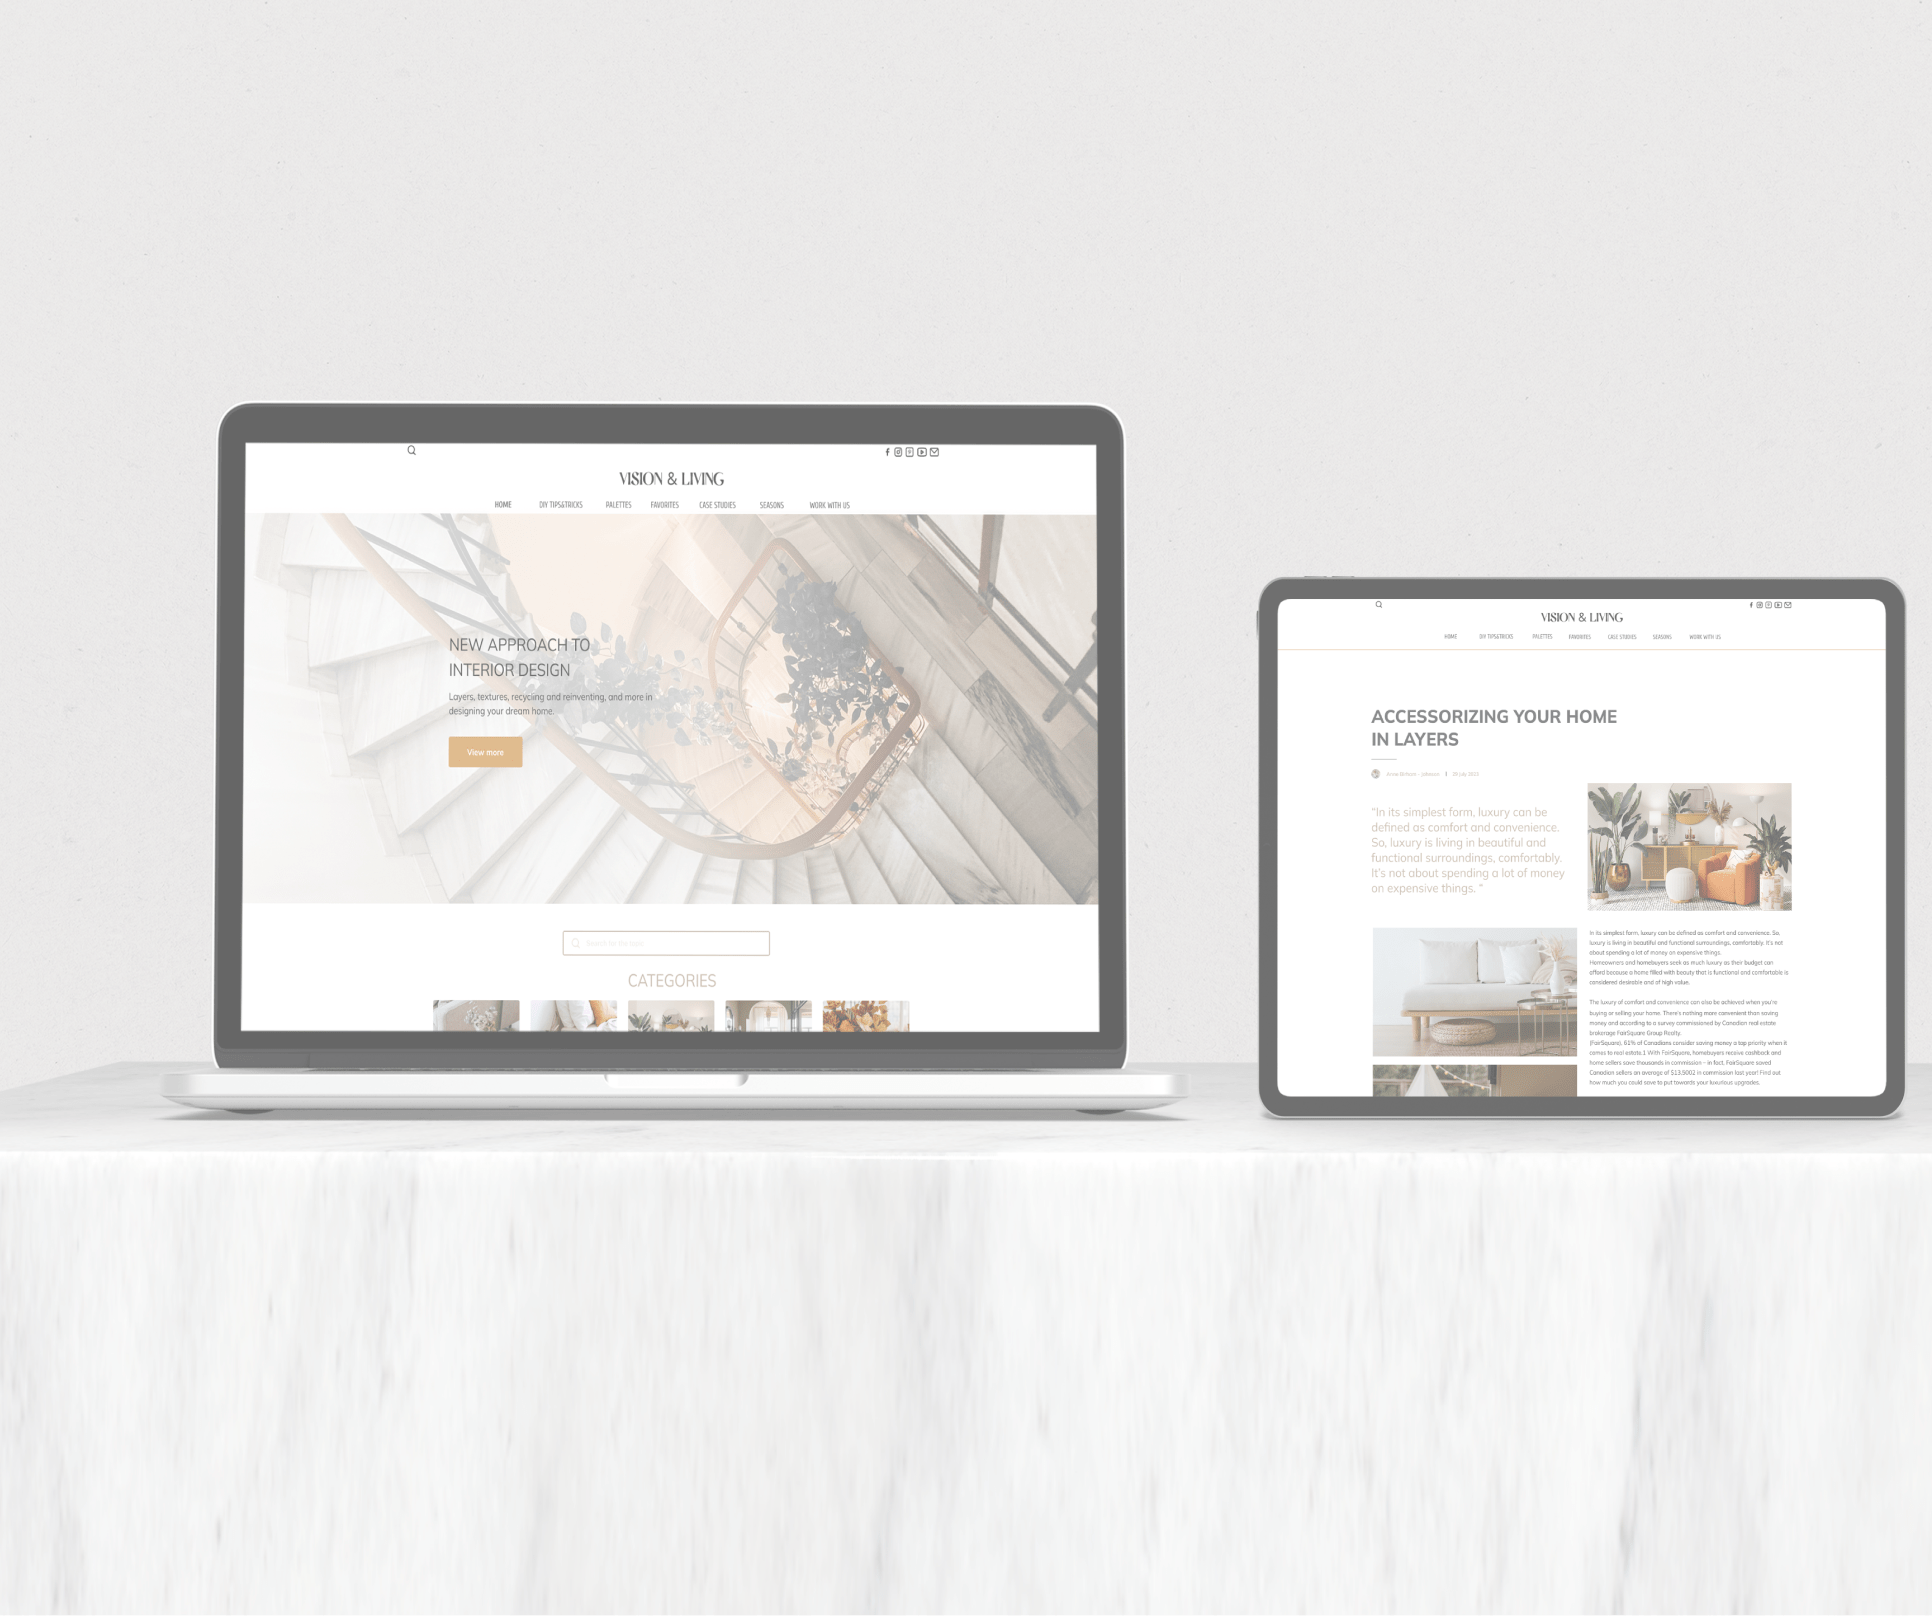 VISION & LIVING
HOME DIY TIPS&TRICKS PALETTES FAVORITES CASE STUDIES SEASONS WORK WITH US
NEW APPROACH TO
INTERIOR DESIGN
Layers, textures, recycling and reinventing, and more in
designing your dream home.
View more
CATEGORIES
VISION & LIVING
HOME DIY TIPS&TRICKS PALETTES FAVORITES CASE STUDIES SEASONS WORK WITH US
ACCESSORIZING YOUR HOME
IN LAYERS
"In its simplest form, luxury can be
defined as comfort and convenience.
So, luxury is living in beautiful and
functional surroundings, comfortably.
It's not about spending a lot of money
on expensive things. "
In its simplest form, luxury can be defined as comfort and convenience. So,
luxury is living in beautiful and functional surroundings, comfortably. It's not
about spending a lot of money on expensive things.
Homeowners and homebuyers seek as much luxury as their budget can
afford because a home filled with beauty that is functional and comfortable is
considered desirable and of high value.
The luxury of comfort and convenience can also be achieved when you're
buying or selling your home. There's nothing more convenient than saving
money and according to a survey commissioned by Canadian real estate
brokerage FairSquare Group Realty.
(FairSquare), 61% of Canadians consider saving money a top priority when it
comes to real estate.1 With FairSquare, homebuyers receive cashback and
home sellers save thousands in commission – in fact, FairSquare saved
Canadian sellers an average of $13,5002 in commission last year! Find out
how much you could save to put towards your luxurious upgrades.